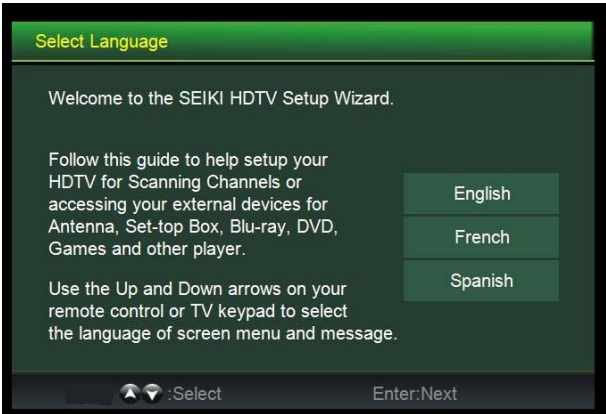 Select Language
Welcome to the SEIKI HDTV Setup Wizard.
Follow this guide to help setup your
HDTV for Scanning Channels or
accessing your external devices for
Antenna, Set-top Box, Blu-ray, DVD,
Games and other player.
Use the Up and Down arrows on your
remote control or TV keypad to select
the language of screen menu and message.
English
French
Spanish
:Select
Enter:Next